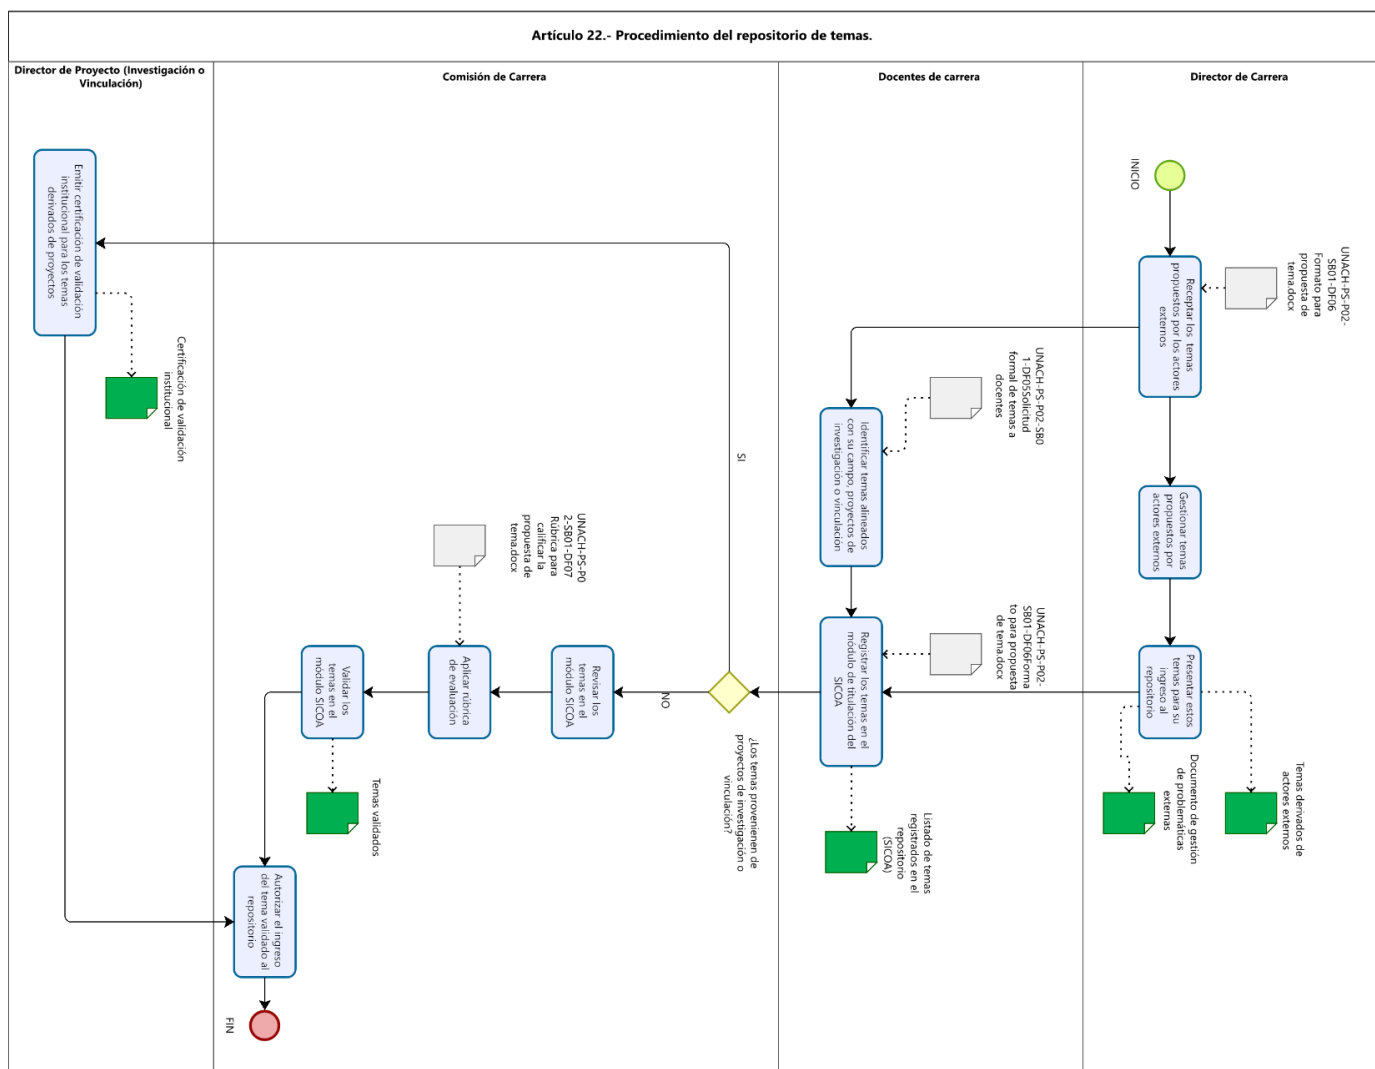 Artículo 22.- Procedimiento del repositorio de temas.
Director de Proyecto (Investigación o
Vinculación)
Comisión de Carrera
Docentes de carrera
Director de Carrera
INICIO
UNACH-PS-P02-
SB01-DF06
Formato para
propuesta de
tema.docx
Receptar los temas
propuestos por los actores
externos
Gestionar temas
propuestos por
actores externos
Presentar estos
temas para su
ingreso al
repositorio
Temas derivados de
actores externos
Documento de gestión
de problemáticas
externas
UNACH-PS-P02-SB0
1-DF05Solicitud
formal de temas a
docentes
Identificar temas alineados
con su campo, proyectos de
investigación o vinculación
UNACH-PS-P02-
SB01-DF06Forma
to para propuesta
de tema.docx
Registrar los temas en el
módulo de titulación del
SICOA
Listado de temas
registrados en el
repositorio
(SICOA)
¿Los temas provenienen de
proyectos de investigación o
vinculación?
SI
NO
Revisar los
temas en el
módulo SICOA
UNACH-PS-P0
2-SB01-DF07
Rúbrica para
calificar la
propuesta de
tema.docx
Aplicar rúbrica
de evaluación
Validar los
temas en el
módulo SICOA
Temas validados
Emitir certificación de validación
institucional para los temas
derivados de proyectos
Certificación de validación
institucional
Autorizar el ingreso
del tema validado al
repositorio
FIN